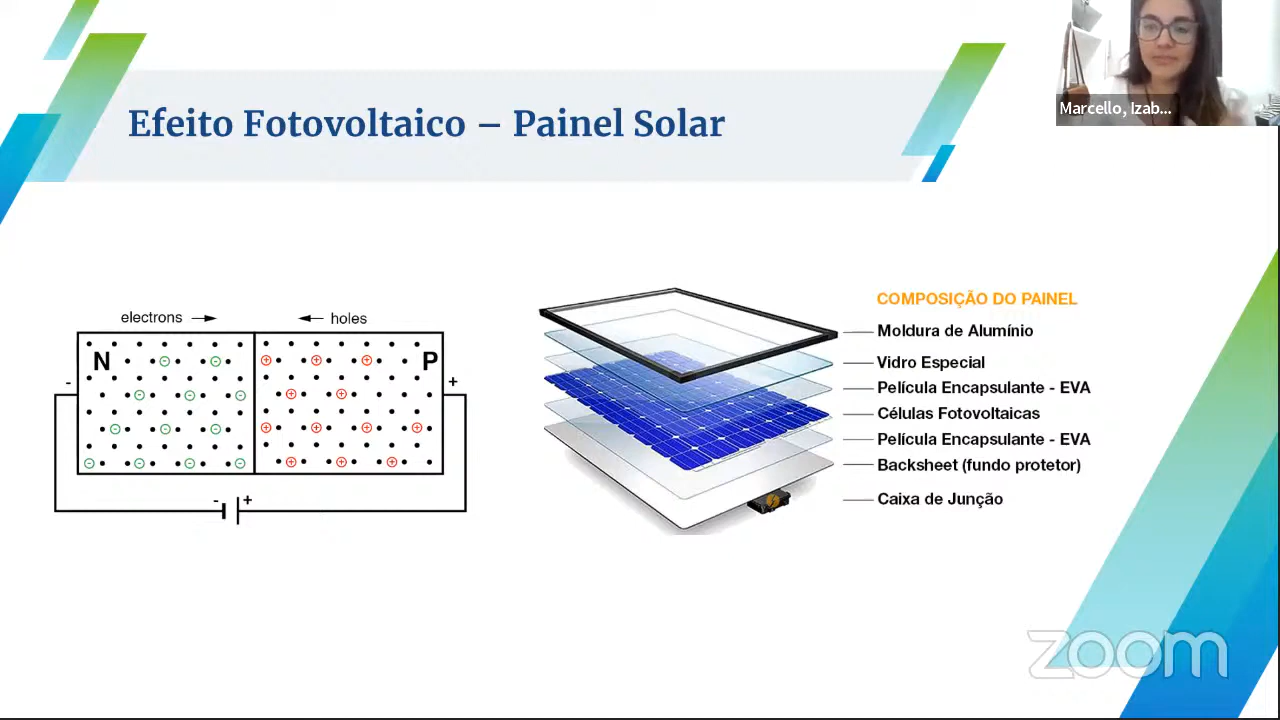 Marcello, Izab...
Efeito Fotovoltaico – Painel Solar
electrons
holes
N
P
-
+
-
+
COMPOSIÇÃO DO PAINEL
Moldura de Alumínio
Vidro Especial
Película Encapsulante - EVA
Células Fotovoltaicas
Película Encapsulante - EVA
Backsheet (fundo protetor)
Caixa de Junção
zoom